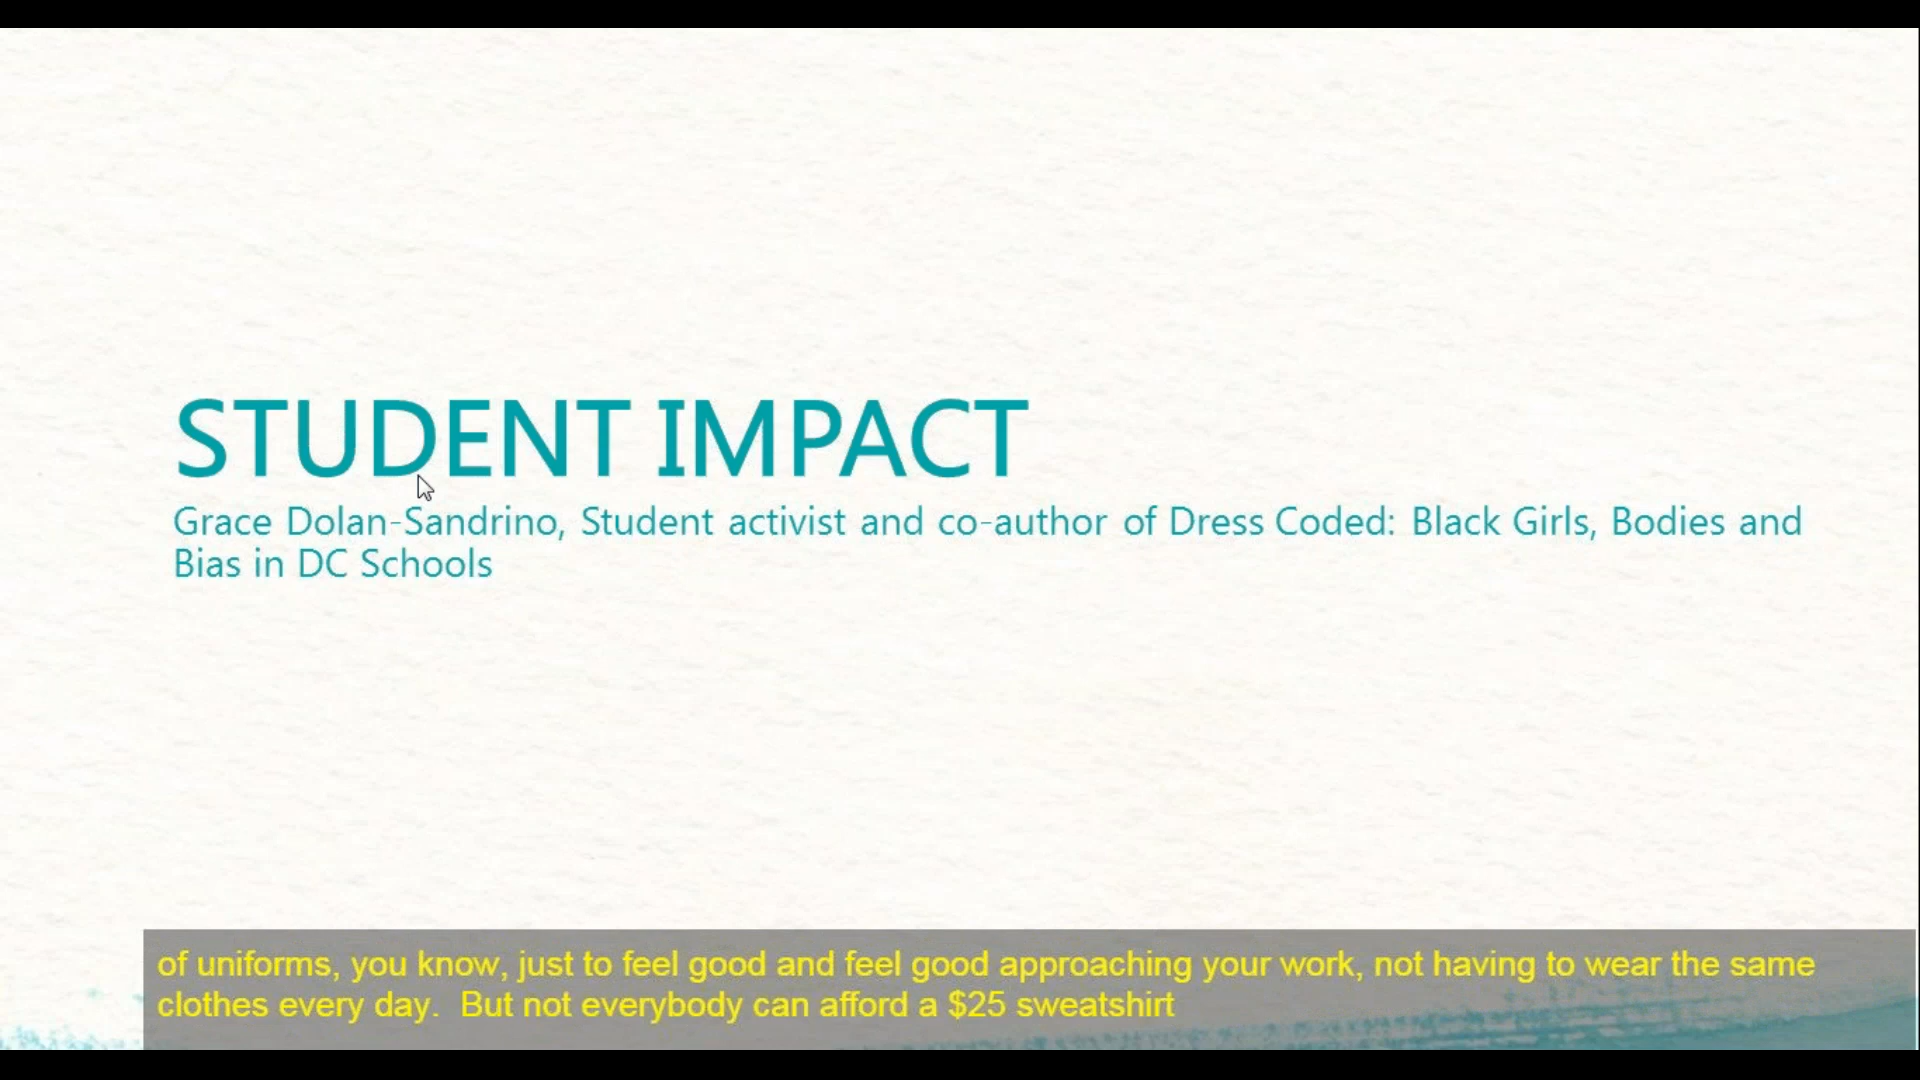 STUDENT IMPACT
Grace Dolan-Sandrino, Student activist and co-author of Dress Coded: Black Girls, Bodies and
Bias in DC Schools
of uniforms, you know, just to feel good and feel good approaching your work, not having to wear the same
clothes every day.  But not everybody can afford a $25 sweatshirt